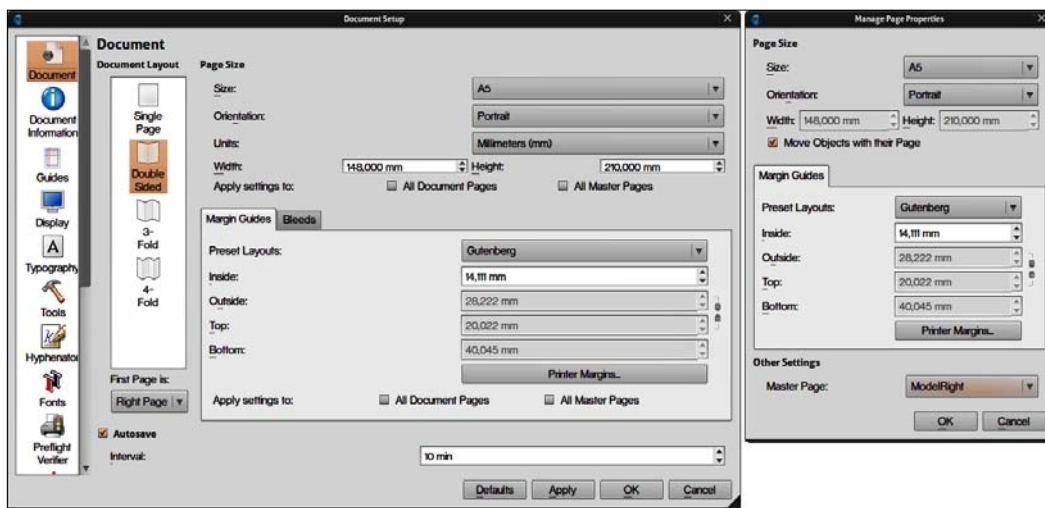 Document Setup
Document
Document
Information
Guides
Display
Typography
Tools
Hyphenator
Fonts
Preflight
Verifier
Document
Document Layout
Single
Page
Double
Sided
3-
Fold
4-
Fold
First Page is:
Right Page
Page Size
Size: A5
Orientation: Portrait
Units: Millimeters (mm)
Width: 148,000 mm Height: 210,000 mm
Apply settings to: All Document Pages All Master Pages
Margin Guides Bleeds
Preset Layouts: Gutenberg
Inside: 14,111 mm
Outside: 28,222 mm
Top: 20,022 mm
Bottom: 40,045 mm
Printer Margins...
Apply settings to: All Document Pages All Master Pages
Autosave
Interval: 10 min
Defaults Apply OK Cancel
Manage Page Properties
Page Size
Size: A5
Orientation: Portrait
Width: 148,000 mm Height: 210,000 mm
Move Objects with their Page
Margin Guides
Preset Layouts: Gutenberg
Inside: 14,111 mm
Outside: 28,222 mm
Top: 20,022 mm
Bottom: 40,045 mm
Printer Margins...
Other Settings
Master Page: ModelRight
OK Cancel